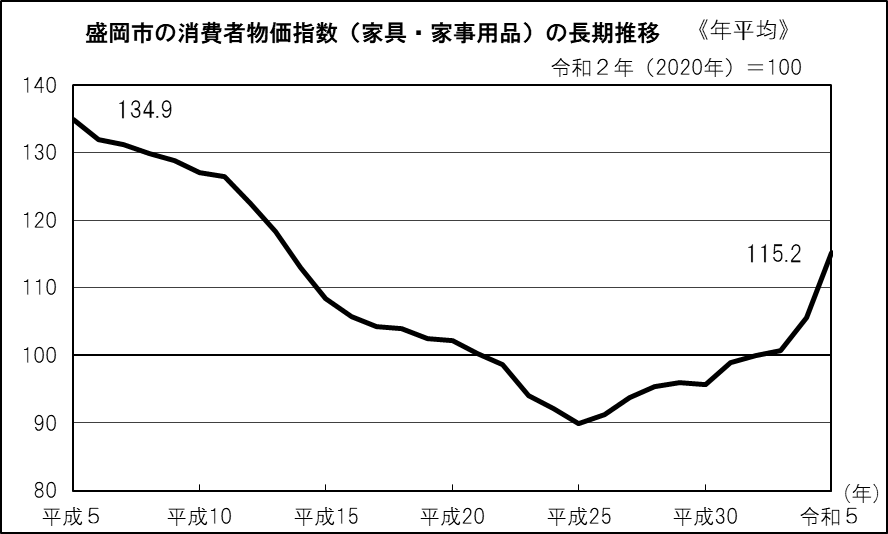 盛岡市の消費者物価指数（家具・家事用品）の長期推移　《年平均》
令和２年（2020年）＝100
140
130
120
110
100
90
80
134.9
115.2
平成５
平成10
平成15
平成20
平成25
平成30
令和５
（年）